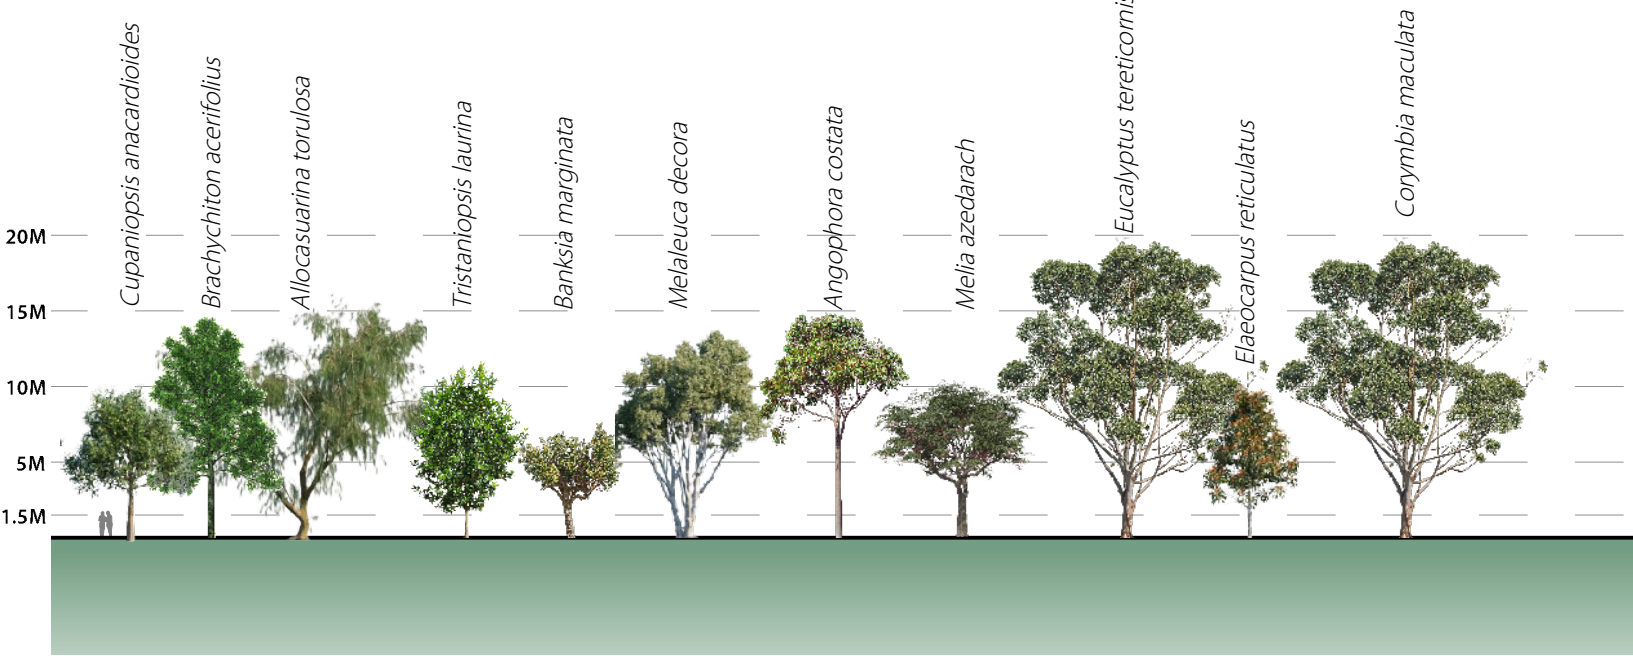 Cupaniopsis anacardioides
Brachychiton acerifolius
Allocasuarina torulosa
Tristaniopsis laurina
Banksia marginata
Melaleuca decora
Angophora costata
Melia azedarach
Eucalyptus tereticornis
Elaeocarpus reticulatus
Corymbia maculata
20M
15M
10M
5M
1.5M